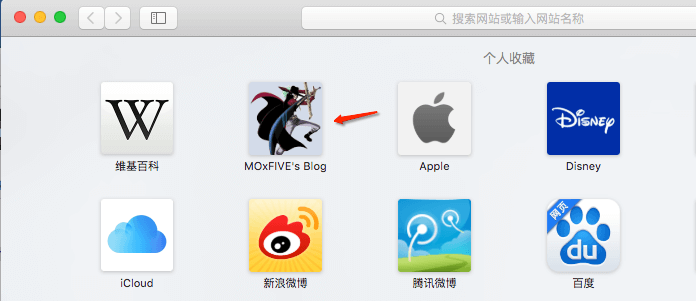 搜索网站或输入网站名称
个人收藏
W
Disney
维基百科
MOxFIVE's Blog
Apple
Disney
网页
du
iCloud
新浪微博
腾讯微博
百度